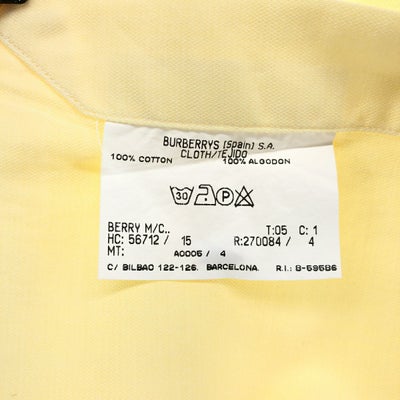 BURBERRYS (Spain) S.A.
CLOTH/TEJIDO
100% COTTON 100% ALGODON
30 P
BERRY M/C.. T:05 C: 1
HC: 56712 / 15 R:270084 / 4
MT: A0005 / 4
C/ BILBAO 122-126. BARCELONA. R.I.: B-59586